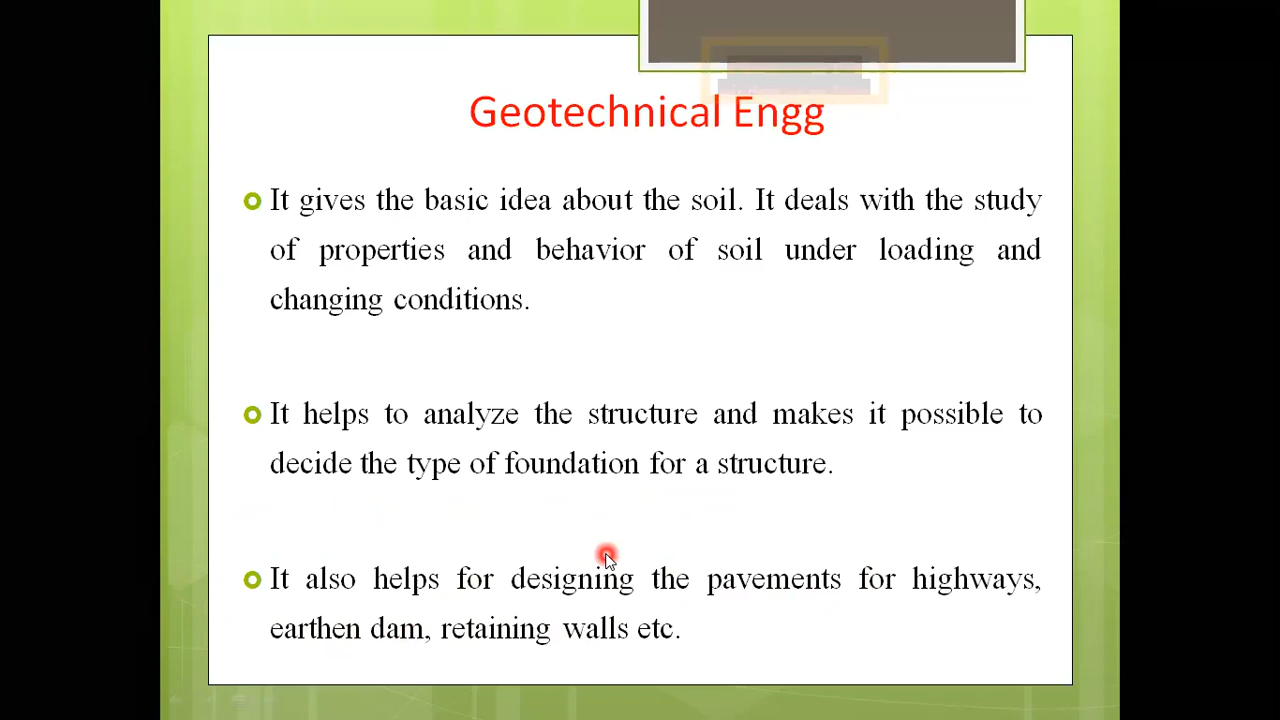 Geotechnical Engg
It gives the basic idea about the soil. It deals with the study
of properties and behavior of soil under loading and
changing conditions.
It helps to analyze the structure and makes it possible to
decide the type of foundation for a structure.
It also helps for designing the pavements for highways,
earthen dam, retaining walls etc.